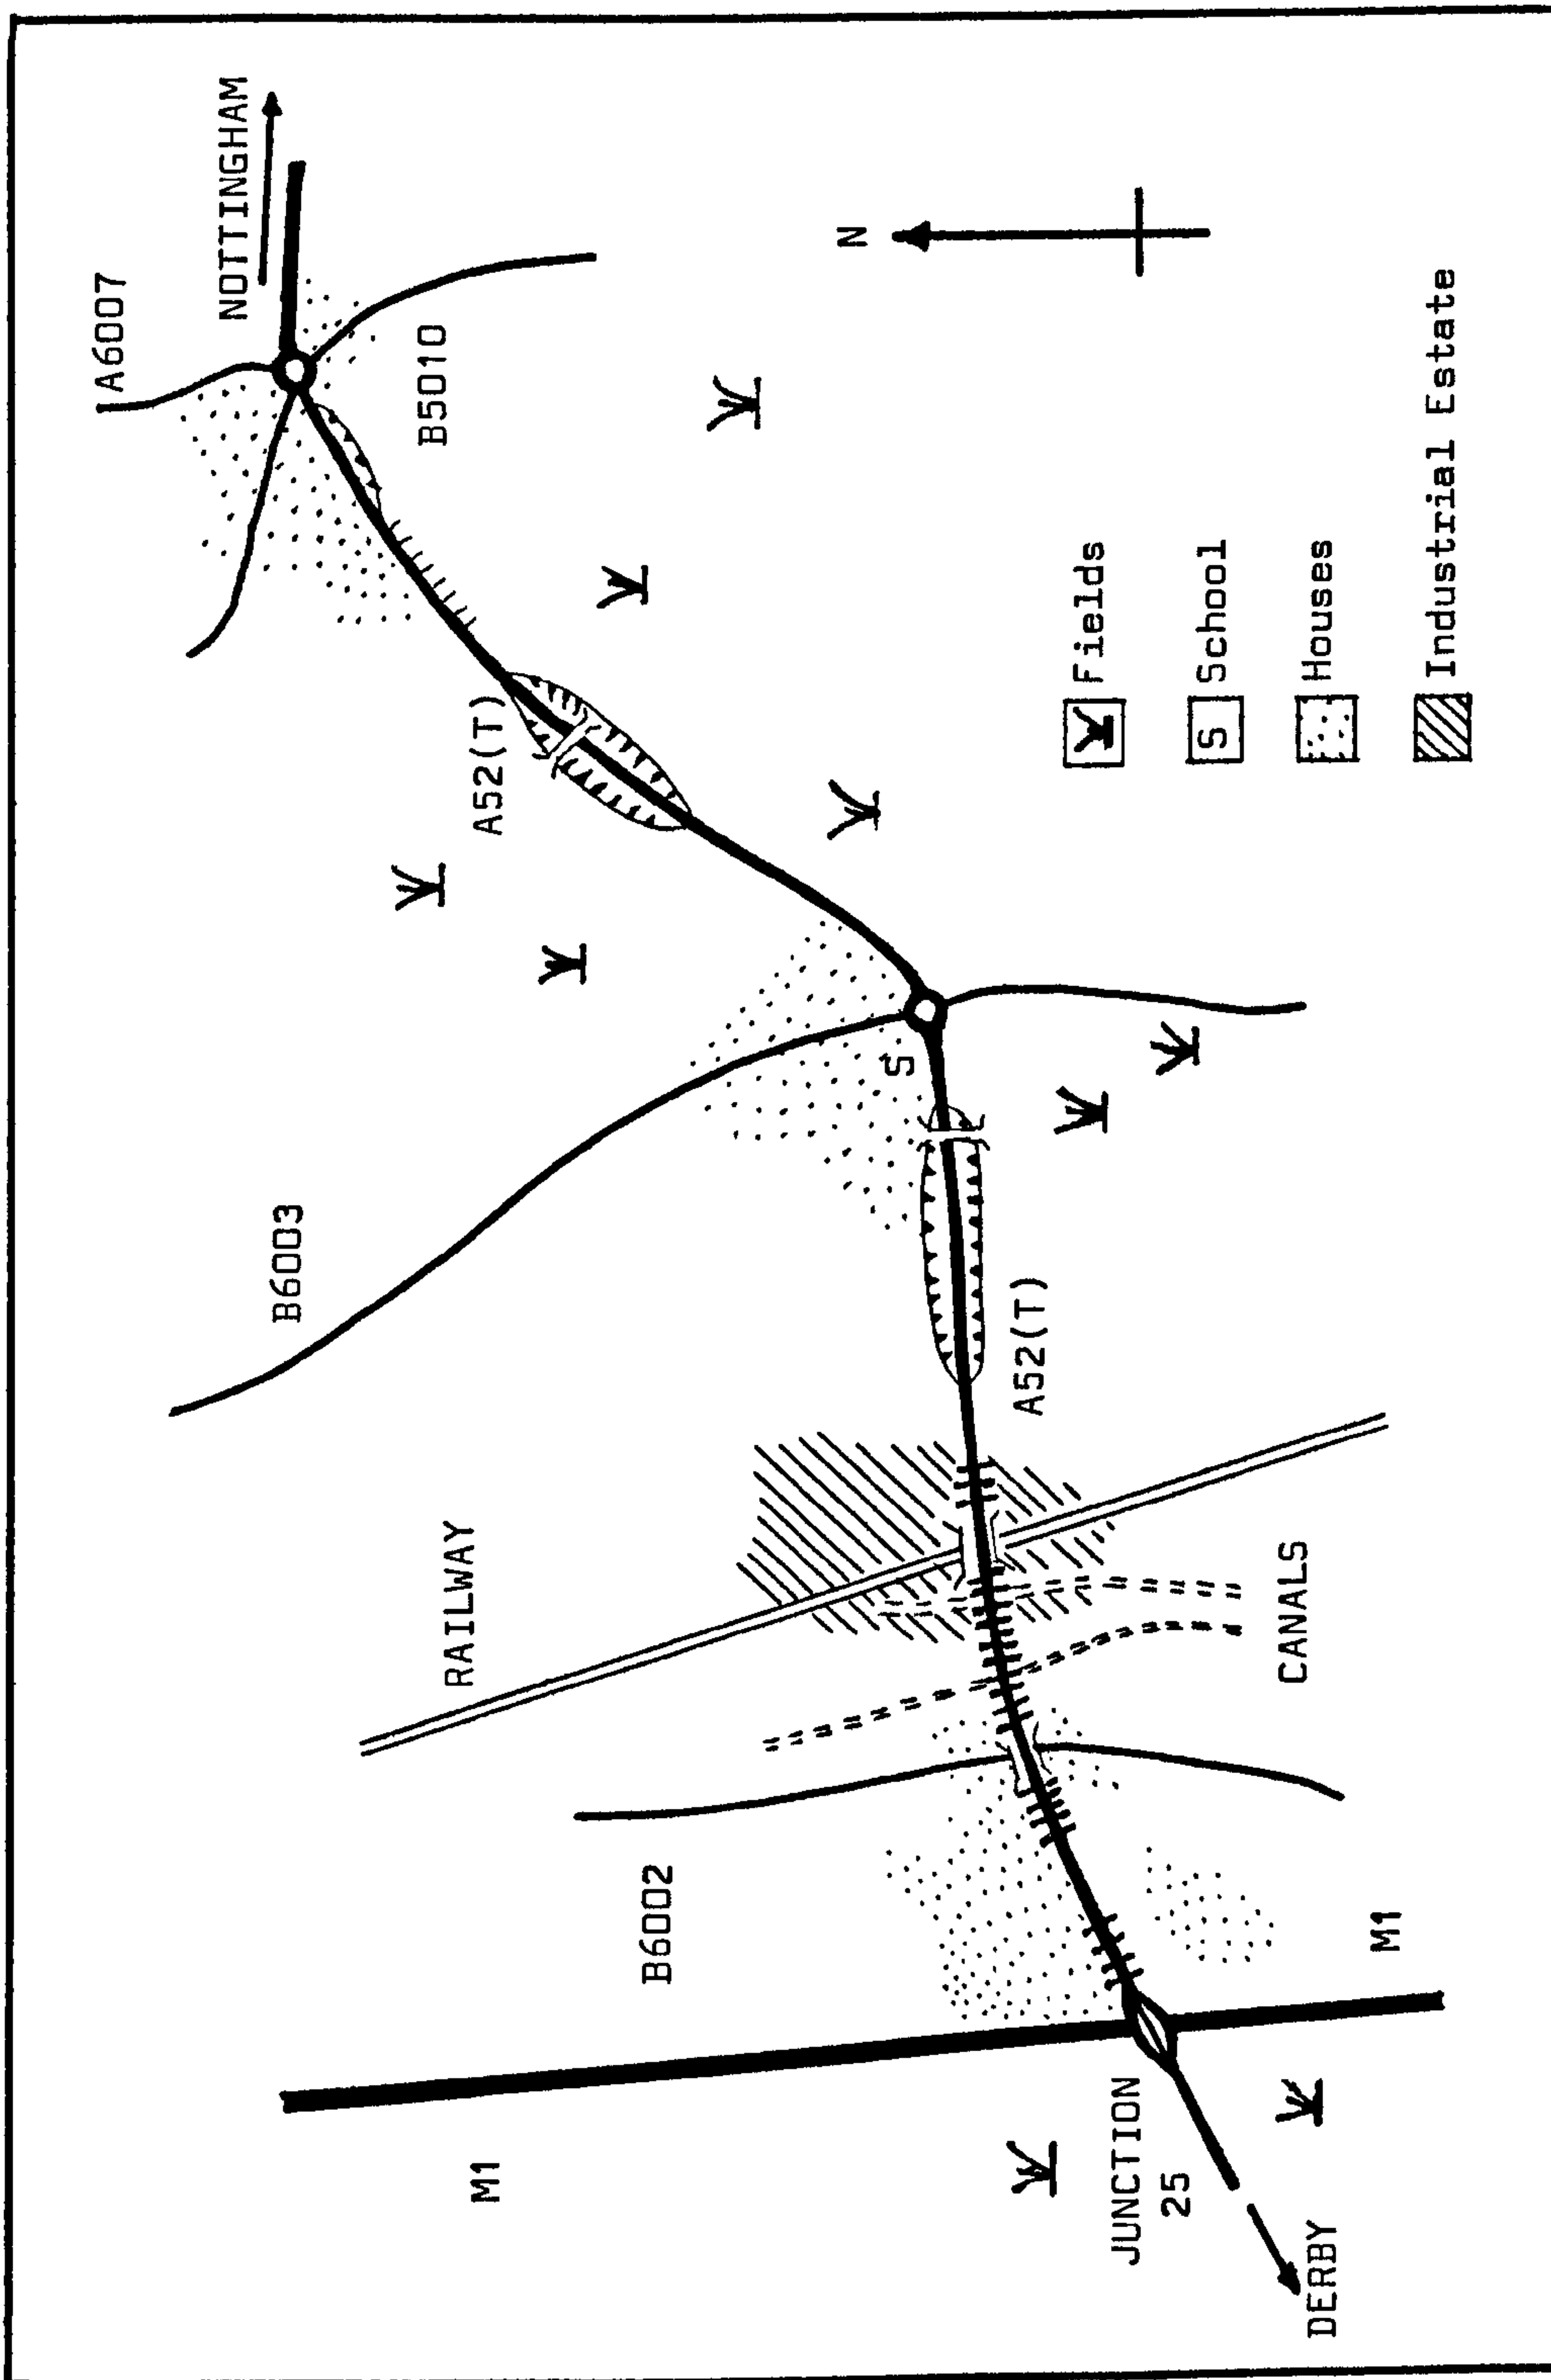 A6007
NOTTINGHAM
B5010
A52(T)
N
B6003
RAILWAY
A52(T)
S
B6002
CANALS
M1
M1
JUNCTION
25
DERBY
Fields
S School
Houses
Industrial Estate